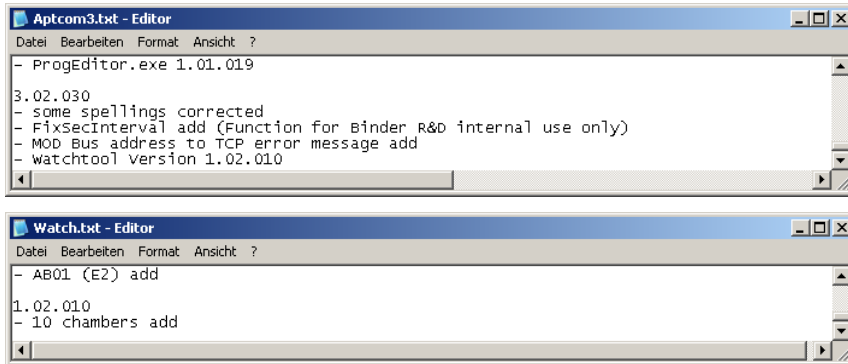 Aptcom3.txt - Editor
Datei Bearbeiten Format Ansicht ?
- ProgEditor.exe 1.01.019
3.02.030
- some spellings corrected
- FixSecInterval add (Function for Binder R&D internal use only)
- MOD Bus address to TCP error message add
- Watchtool Version 1.02.010
Watch.txt - Editor
Datei Bearbeiten Format Ansicht ?
- AB01 (E2) add
1.02.010
- 10 chambers add